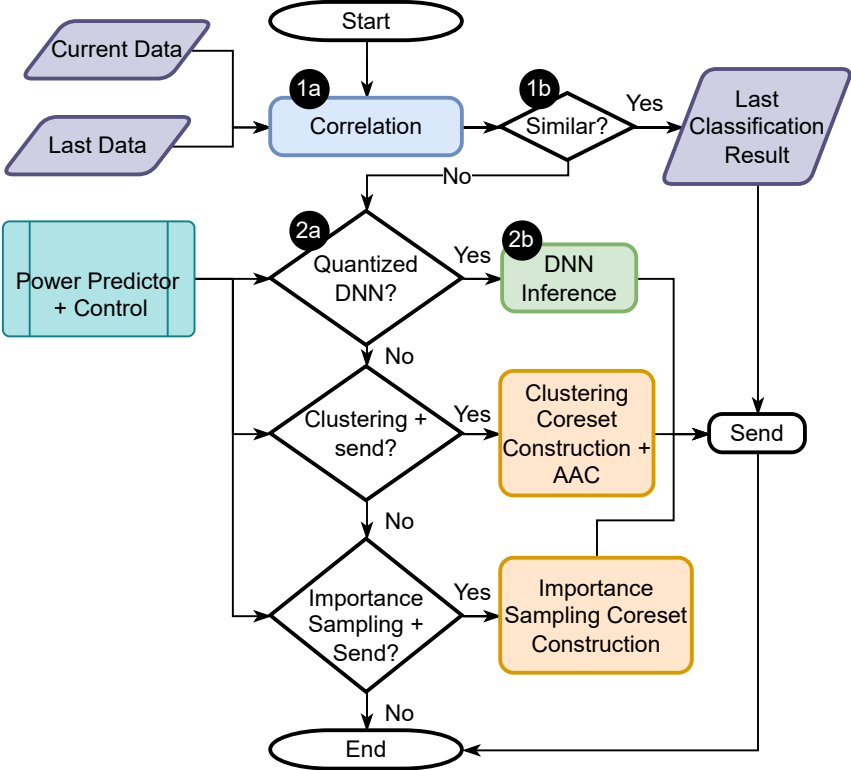 Start
Current Data
1a
1b
Correlation
Similar?
Yes
Last
Classification
Result
Last Data
No
2a
2b
Quantized
DNN?
Yes
DNN
Inference
Power Predictor
+ Control
No
Clustering +
send?
Yes
Clustering
Coreset
Construction +
AAC
Send
No
Importance
Sampling +
Send?
Yes
Importance
Sampling Coreset
Construction
No
End